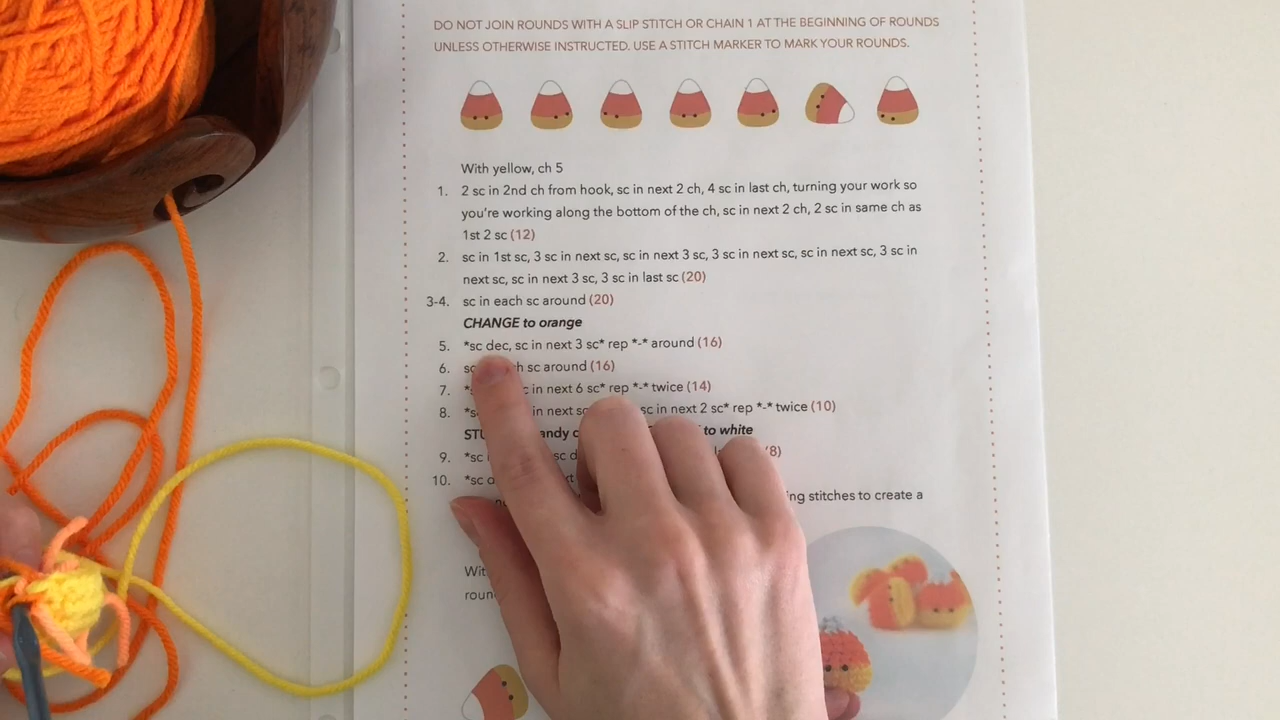 DO NOT JOIN ROUNDS WITH A SLIP STITCH OR CHAIN 1 AT THE BEGINNING OF ROUNDS
UNLESS OTHERWISE INSTRUCTED. USE A STITCH MARKER TO MARK YOUR ROUNDS.
With yellow, ch 5
1. 2 sc in 2nd ch from hook, sc in next 2 ch, 4 sc in last ch, turning your work so
you're working along the bottom of the ch, sc in next 2 ch, 2 sc in same ch as
1st 2 sc (12)
2. sc in 1st sc, 3 sc in next sc, sc in next 3 sc, 3 sc in next sc, sc in next sc, 3 sc in
next sc, sc in next 3 sc, 3 sc in last sc (20)
3-4. sc in each sc around (20)
CHANGE to orange
5. *sc dec, sc in next 3 sc* rep *-* around (16)
6. sc around (16)
7. in next 6 sc* rep *-* twice (14)
8. in next sc in next 2 sc* rep *-* twice (10)
to white
9. *sc (8)
10. *sc
stitches to create a